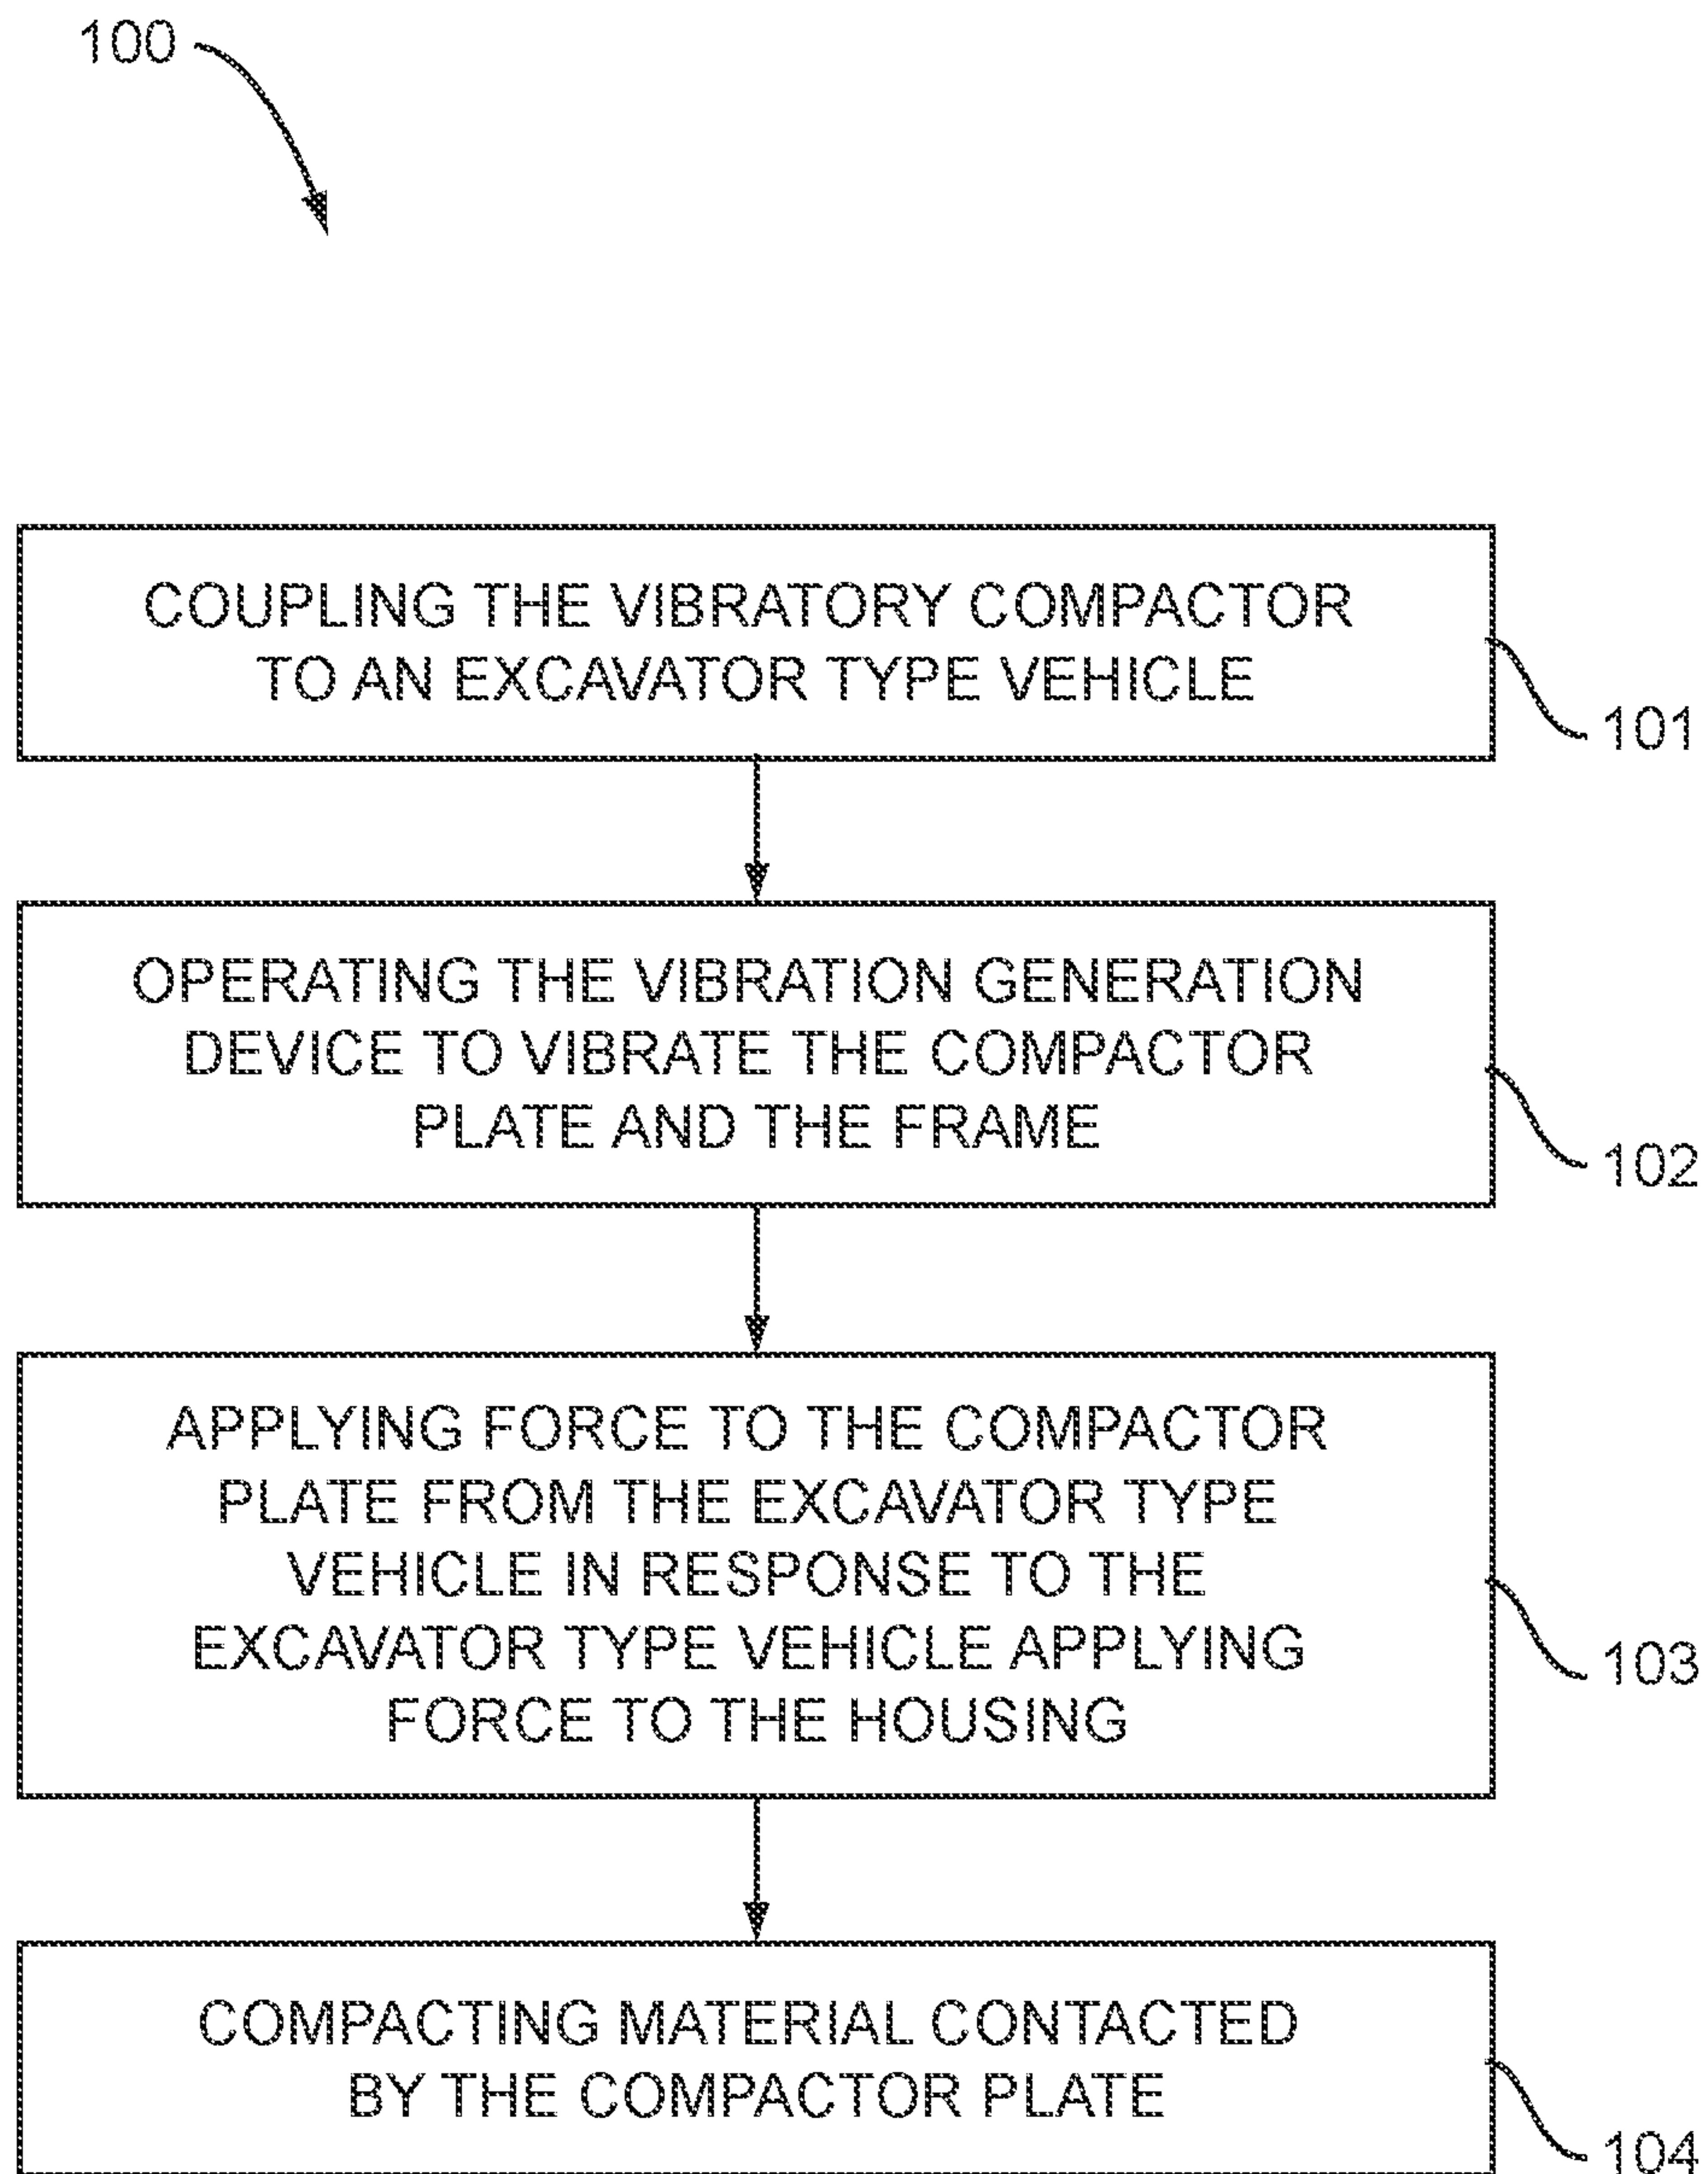 100
COUPLING THE VIBRATORY COMPACTOR
TO AN EXCAVATOR TYPE VEHICLE
101
OPERATING THE VIBRATION GENERATION
DEVICE TO VIBRATE THE COMPACTOR
PLATE AND THE FRAME
102
APPLYING FORCE TO THE COMPACTOR
PLATE FROM THE EXCAVATOR TYPE
VEHICLE IN RESPONSE TO THE
EXCAVATOR TYPE VEHICLE APPLYING
FORCE TO THE HOUSING
103
COMPACTING MATERIAL CONTACTED
BY THE COMPACTOR PLATE
104